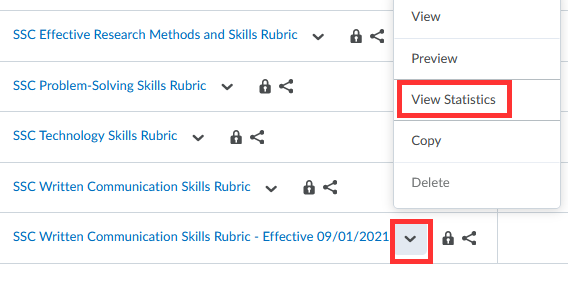 View
SSC Effective Research Methods and Skills Rubric
Preview
SSC Problem-Solving Skills Rubric
View Statistics
SSC Technology Skills Rubric
Copy
SSC Written Communication Skills Rubric
Delete
SSC Written Communication Skills Rubric - Effective 09/01/2021